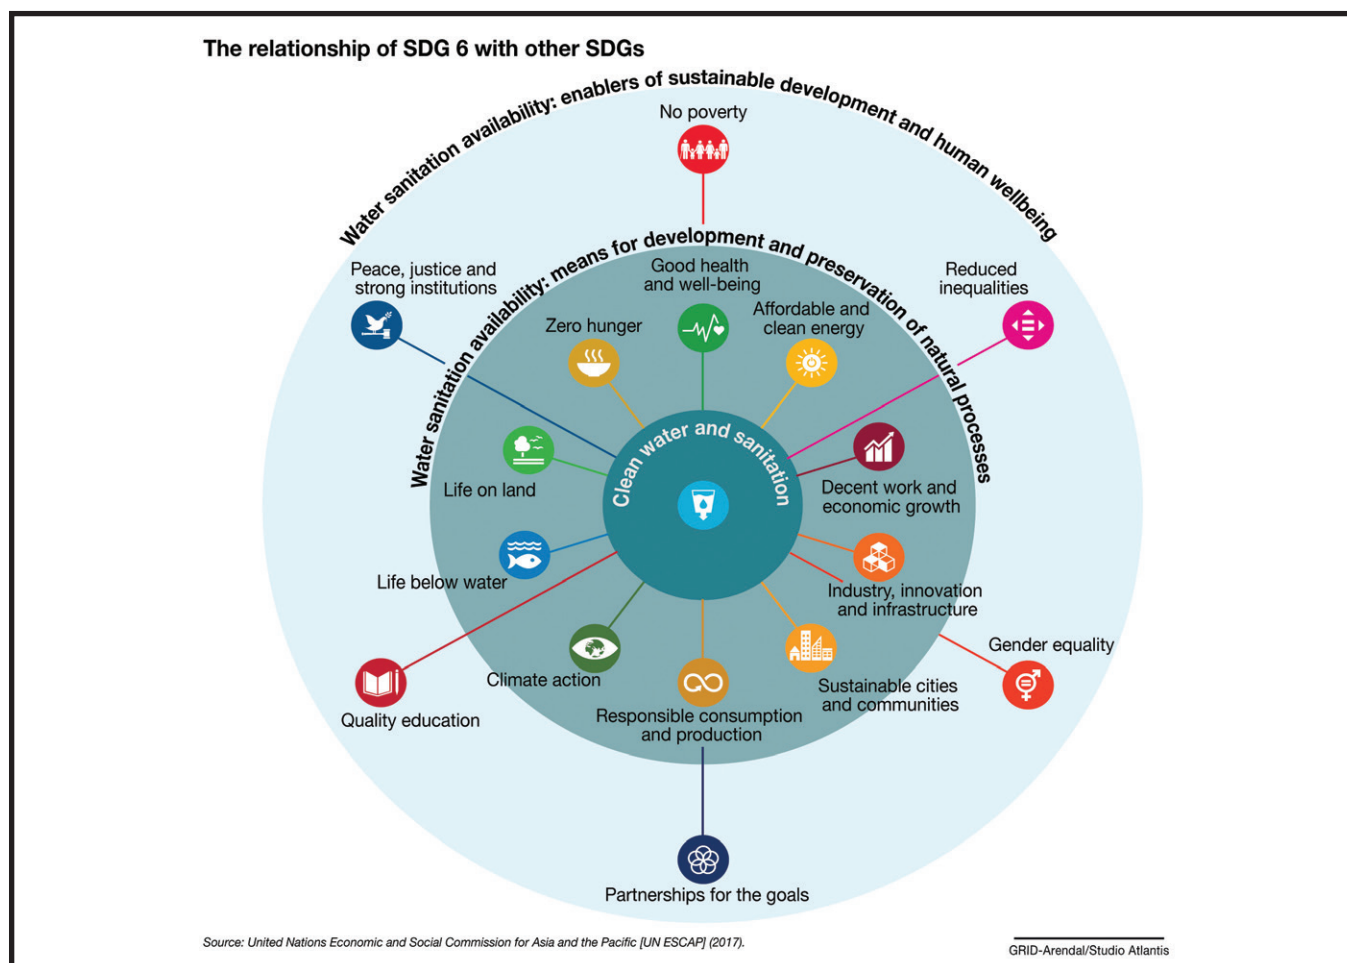 The relationship of SDG 6 with other SDGs
Water sanitation availability: enablers of sustainable development and human wellbeing
No poverty
Water sanitation availability: means for development and preservation of natural processes
Peace, justice and
strong institutions
Good health
and well-being
Reduced
inequalities
Zero hunger
Affordable and
clean energy
Clean water and sanitation
Life on land
Decent work and
economic growth
Life below water
Industry, innovation
and infrastructure
Gender equality
Climate action
Sustainable cities
and communities
Quality education
Responsible consumption
and production
Partnerships for the goals
Source: United Nations Economic and Social Commission for Asia and the Pacific [UN ESCAP] (2017).
GRID-Arendal/Studio Atlantis